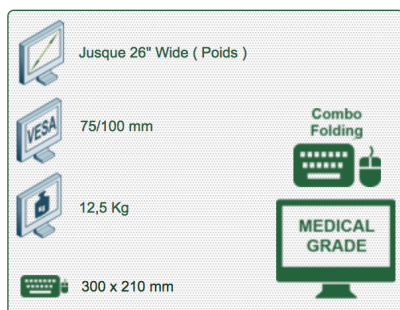 Jusque 26" Wide ( Poids )
VESA
75/100 mm
Combo
Folding
12,5 Kg
MEDICAL
GRADE
300 x 210 mm